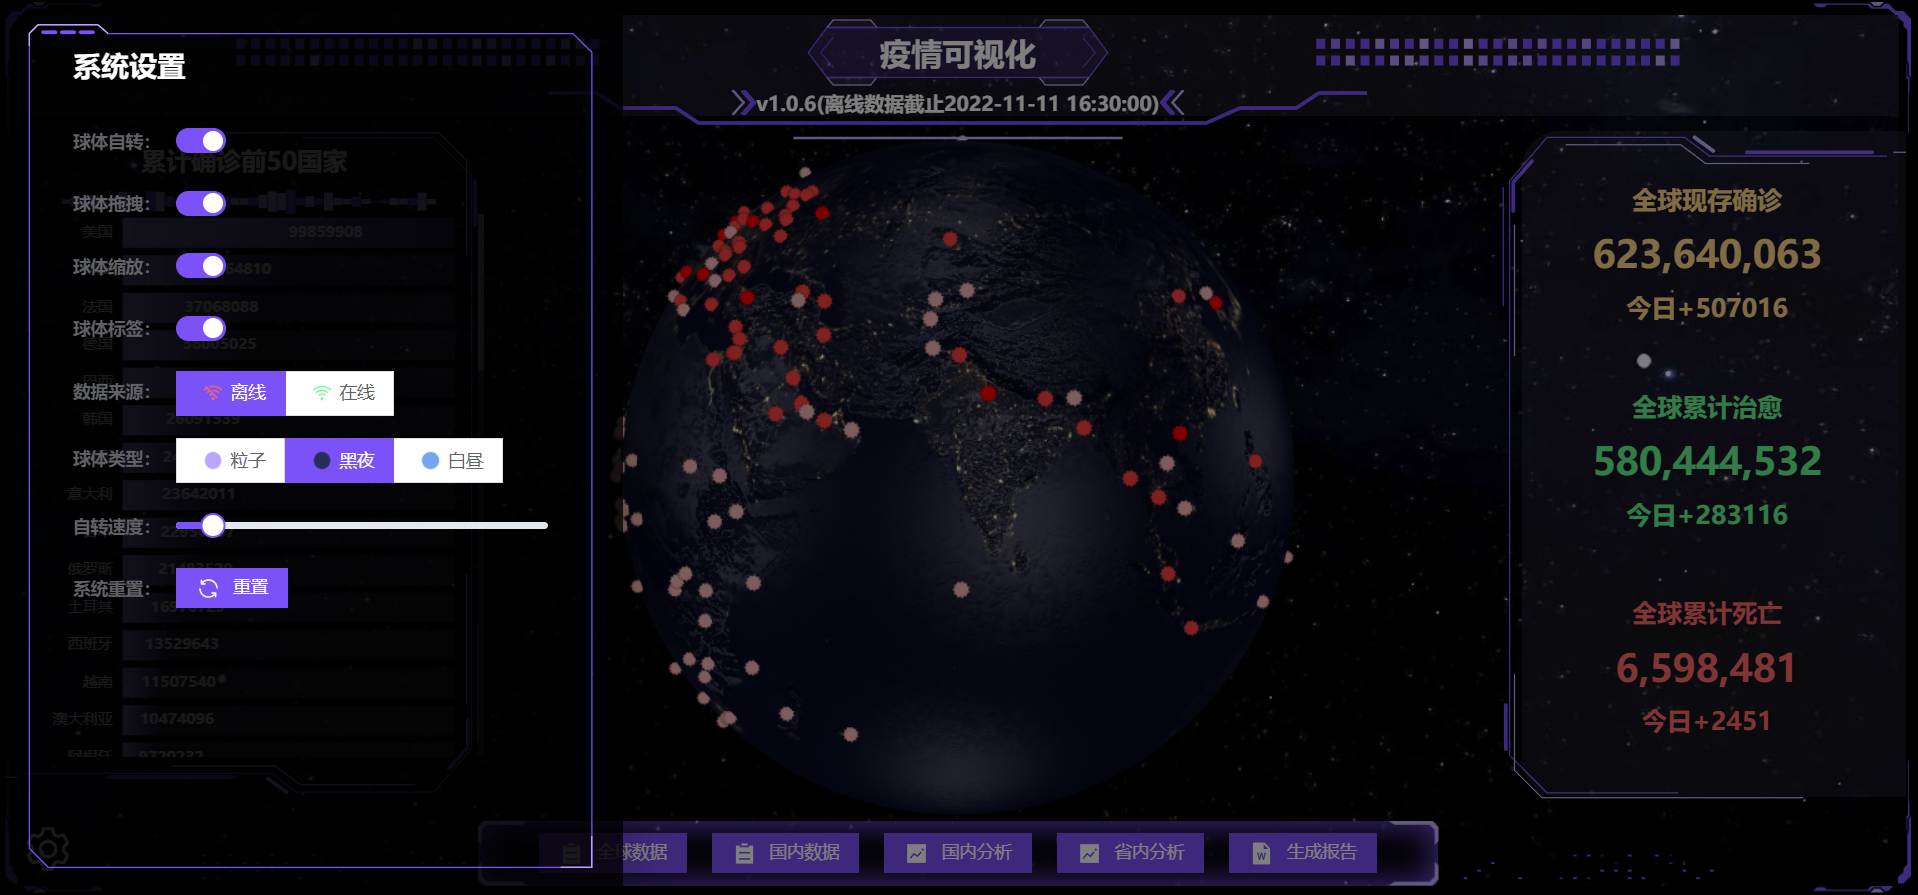 疫情可视化
v1.0.6(离线数据截止2022-11-11 16:30:00)
系统设置
球体自转：
球体拖拽：
球体缩放：
球体标签：
数据来源： 离线 在线
球体类型： 粒子 黑夜 白昼
自转速度：
系统重置： 重置
累计确诊前50国家
美国 99859908
64810
法国 37068088
德国
韩国
意大利 23642011
俄罗斯
土耳其
西班牙 13529643
越南 11507540
澳大利亚 10474096
全球现存确诊
623,640,063
今日+507016
全球累计治愈
580,444,532
今日+283116
全球累计死亡
6,598,481
今日+2451
全球数据 国内数据 国内分析 省内分析 生成报告